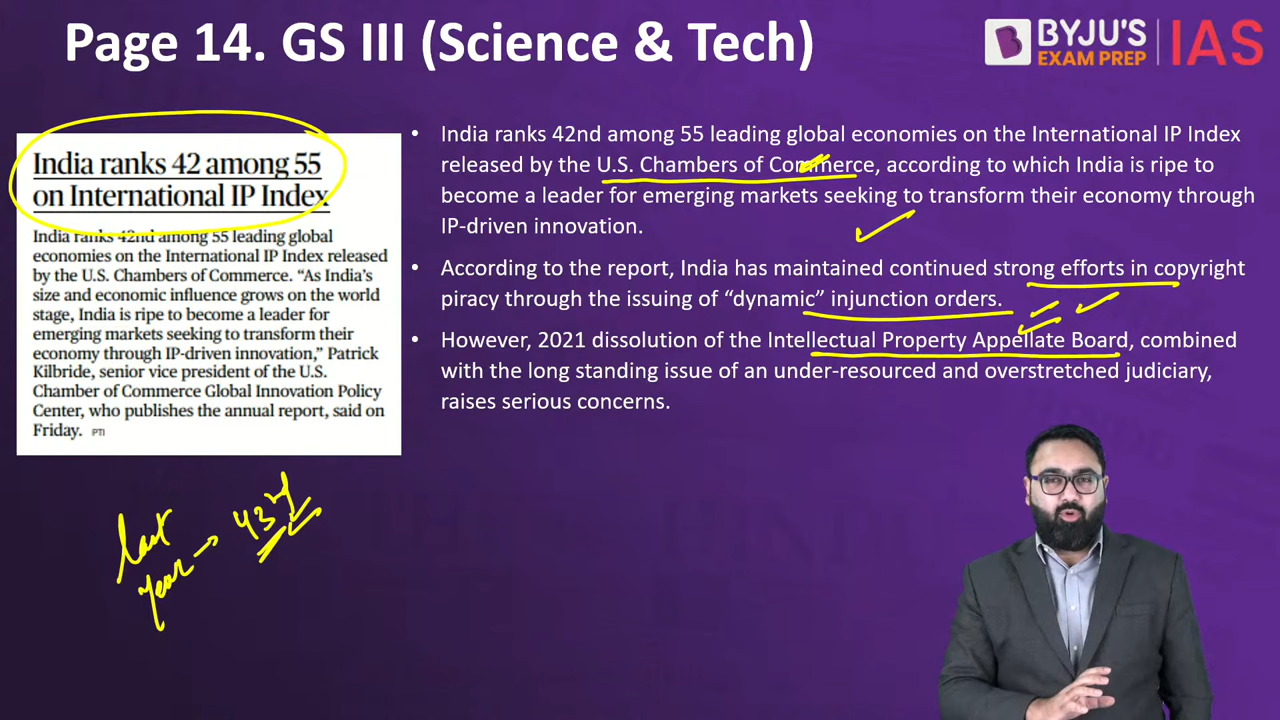 Page 14. GS III (Science & Tech)
BYJU'S
EXAM PREP
IAS
India ranks 42 among 55
on International IP Index
India ranks 42nd among 55 leading global
economies on the International IP Index released
by the U.S. Chambers of Commerce. “As India’s
size and economic influence grows on the world
stage, India is ripe to become a leader for
emerging markets seeking to transform their
economy through IP-driven innovation,” Patrick
Kilbride, senior vice president of the U.S.
Chamber of Commerce Global Innovation Policy
Center, who publishes the annual report, said on
Friday. PTI
• India ranks 42nd among 55 leading global economies on the International IP Index
released by the U.S. Chambers of Commerce, according to which India is ripe to
become a leader for emerging markets seeking to transform their economy through
IP-driven innovation.
• According to the report, India has maintained continued strong efforts in copyright
piracy through the issuing of “dynamic” injunction orders.
• However, 2021 dissolution of the Intellectual Property Appellate Board, combined
with the long standing issue of an under-resourced and overstretched judiciary,
raises serious concerns.
last
year → 43rd